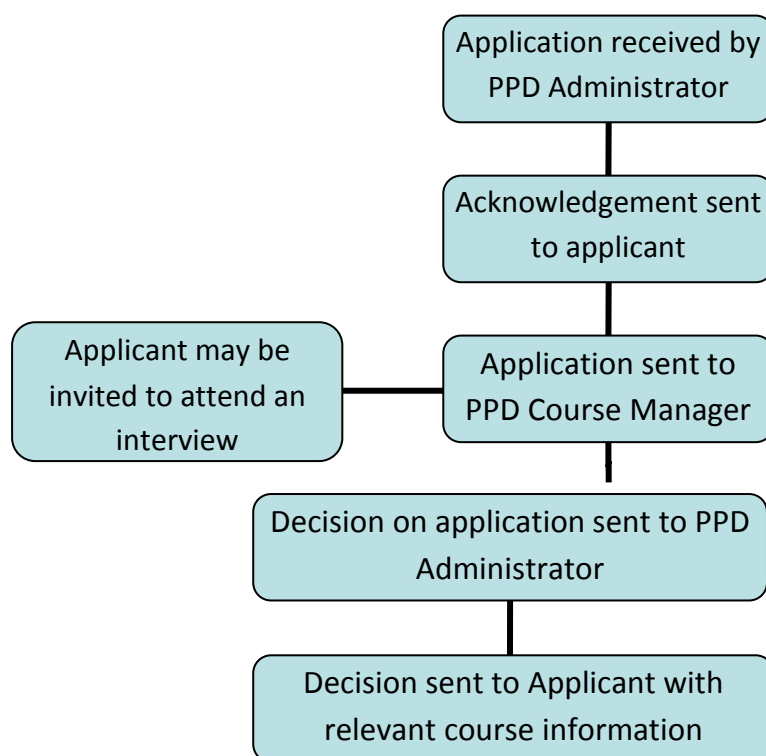 Application received by
PPD Administrator
Acknowledgement sent
to applicant
Applicant may be
invited to attend an
interview
Application sent to
PPD Course Manager
Decision on application sent to PPD
Administrator
Decision sent to Applicant with
relevant course information